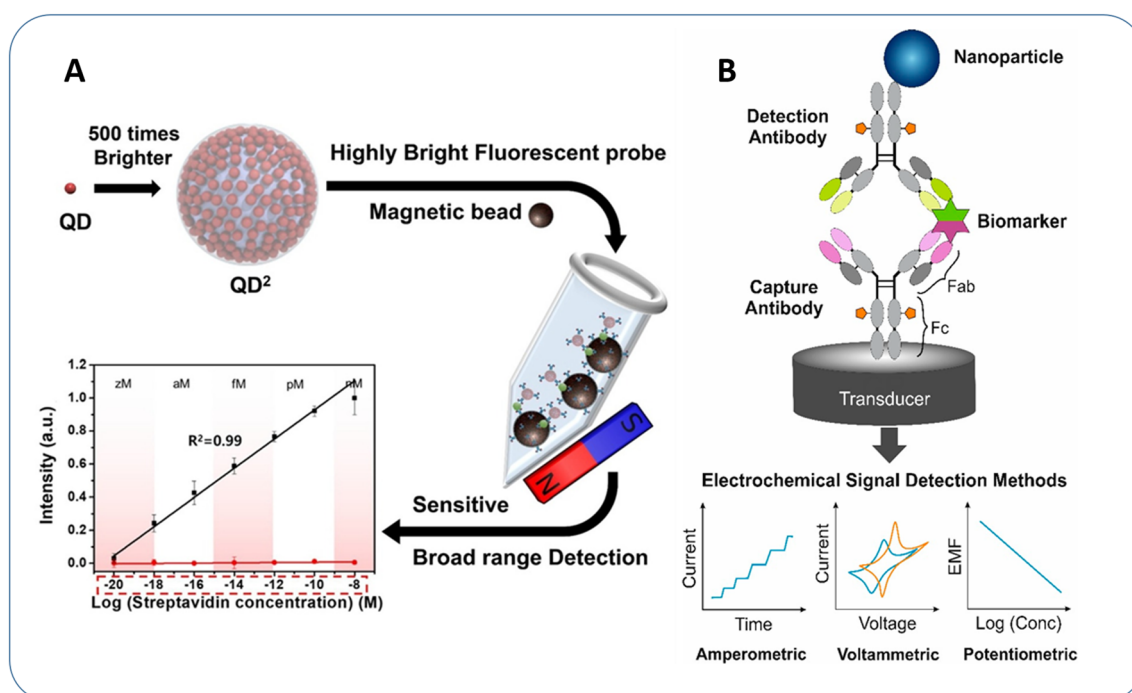 A
500 times
Brighter
QD
QD²
Highly Bright Fluorescent probe
Magnetic bead
S
N
Sensitive
Broad range Detection
Intensity (a.u.)
1.2
1.0
0.8
0.6
0.4
0.2
0.0
zM aM fM pM nM
R²=0.99
-20 -18 -16 -14 -12 -10 -8
Log (Streptavidin concentration) (M)
B
Nanoparticle
Detection
Antibody
Biomarker
Capture
Antibody
Fab
Fc
Transducer
Electrochemical Signal Detection Methods
Current
Time
Amperometric
Current
Voltage
Voltammetric
EMF
Log (Conc)
Potentiometric